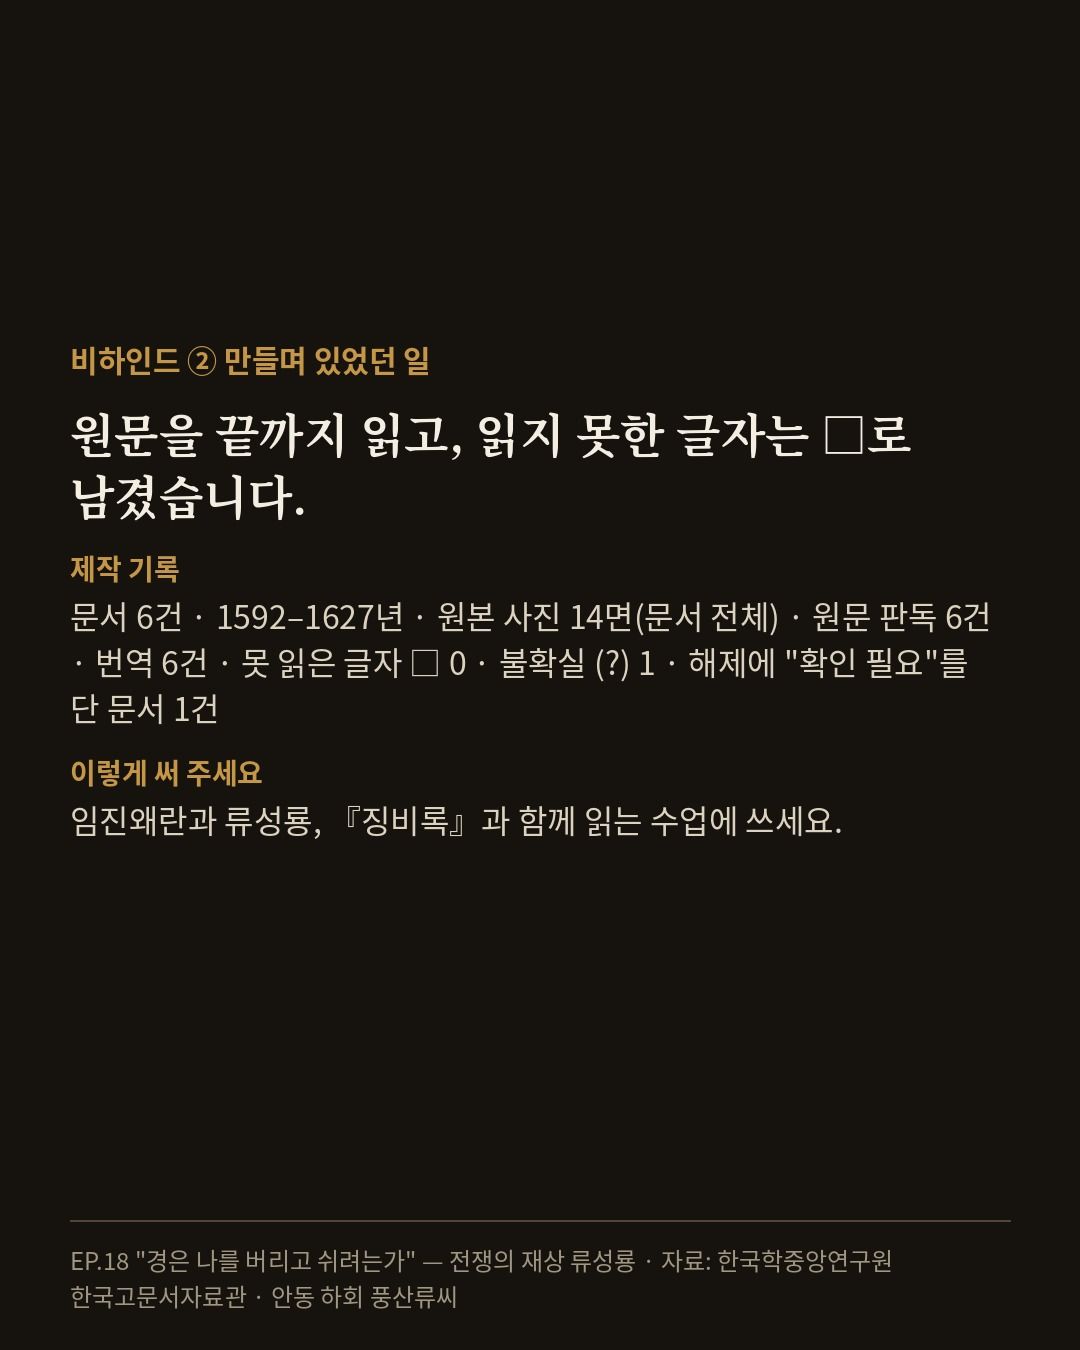 비하인드 ② 만들며 있었던 일
원문을 끝까지 읽고, 읽지 못한 글자는 □로
남겼습니다.
제작 기록
문서 6건 · 1592–1627년 · 원본 사진 14면(문서 전체) · 원문 판독 6건
· 번역 6건 · 못 읽은 글자 □ 0 · 불확실 (?) 1 · 해제에 "확인 필요"를
단 문서 1건
이렇게 써 주세요
임진왜란과 류성룡, 『징비록』과 함께 읽는 수업에 쓰세요.
EP.18 "경은 나를 버리고 쉬려는가" — 전쟁의 재상 류성룡 · 자료: 한국학중앙연구원
한국고문서자료관 · 안동 하회 풍산류씨